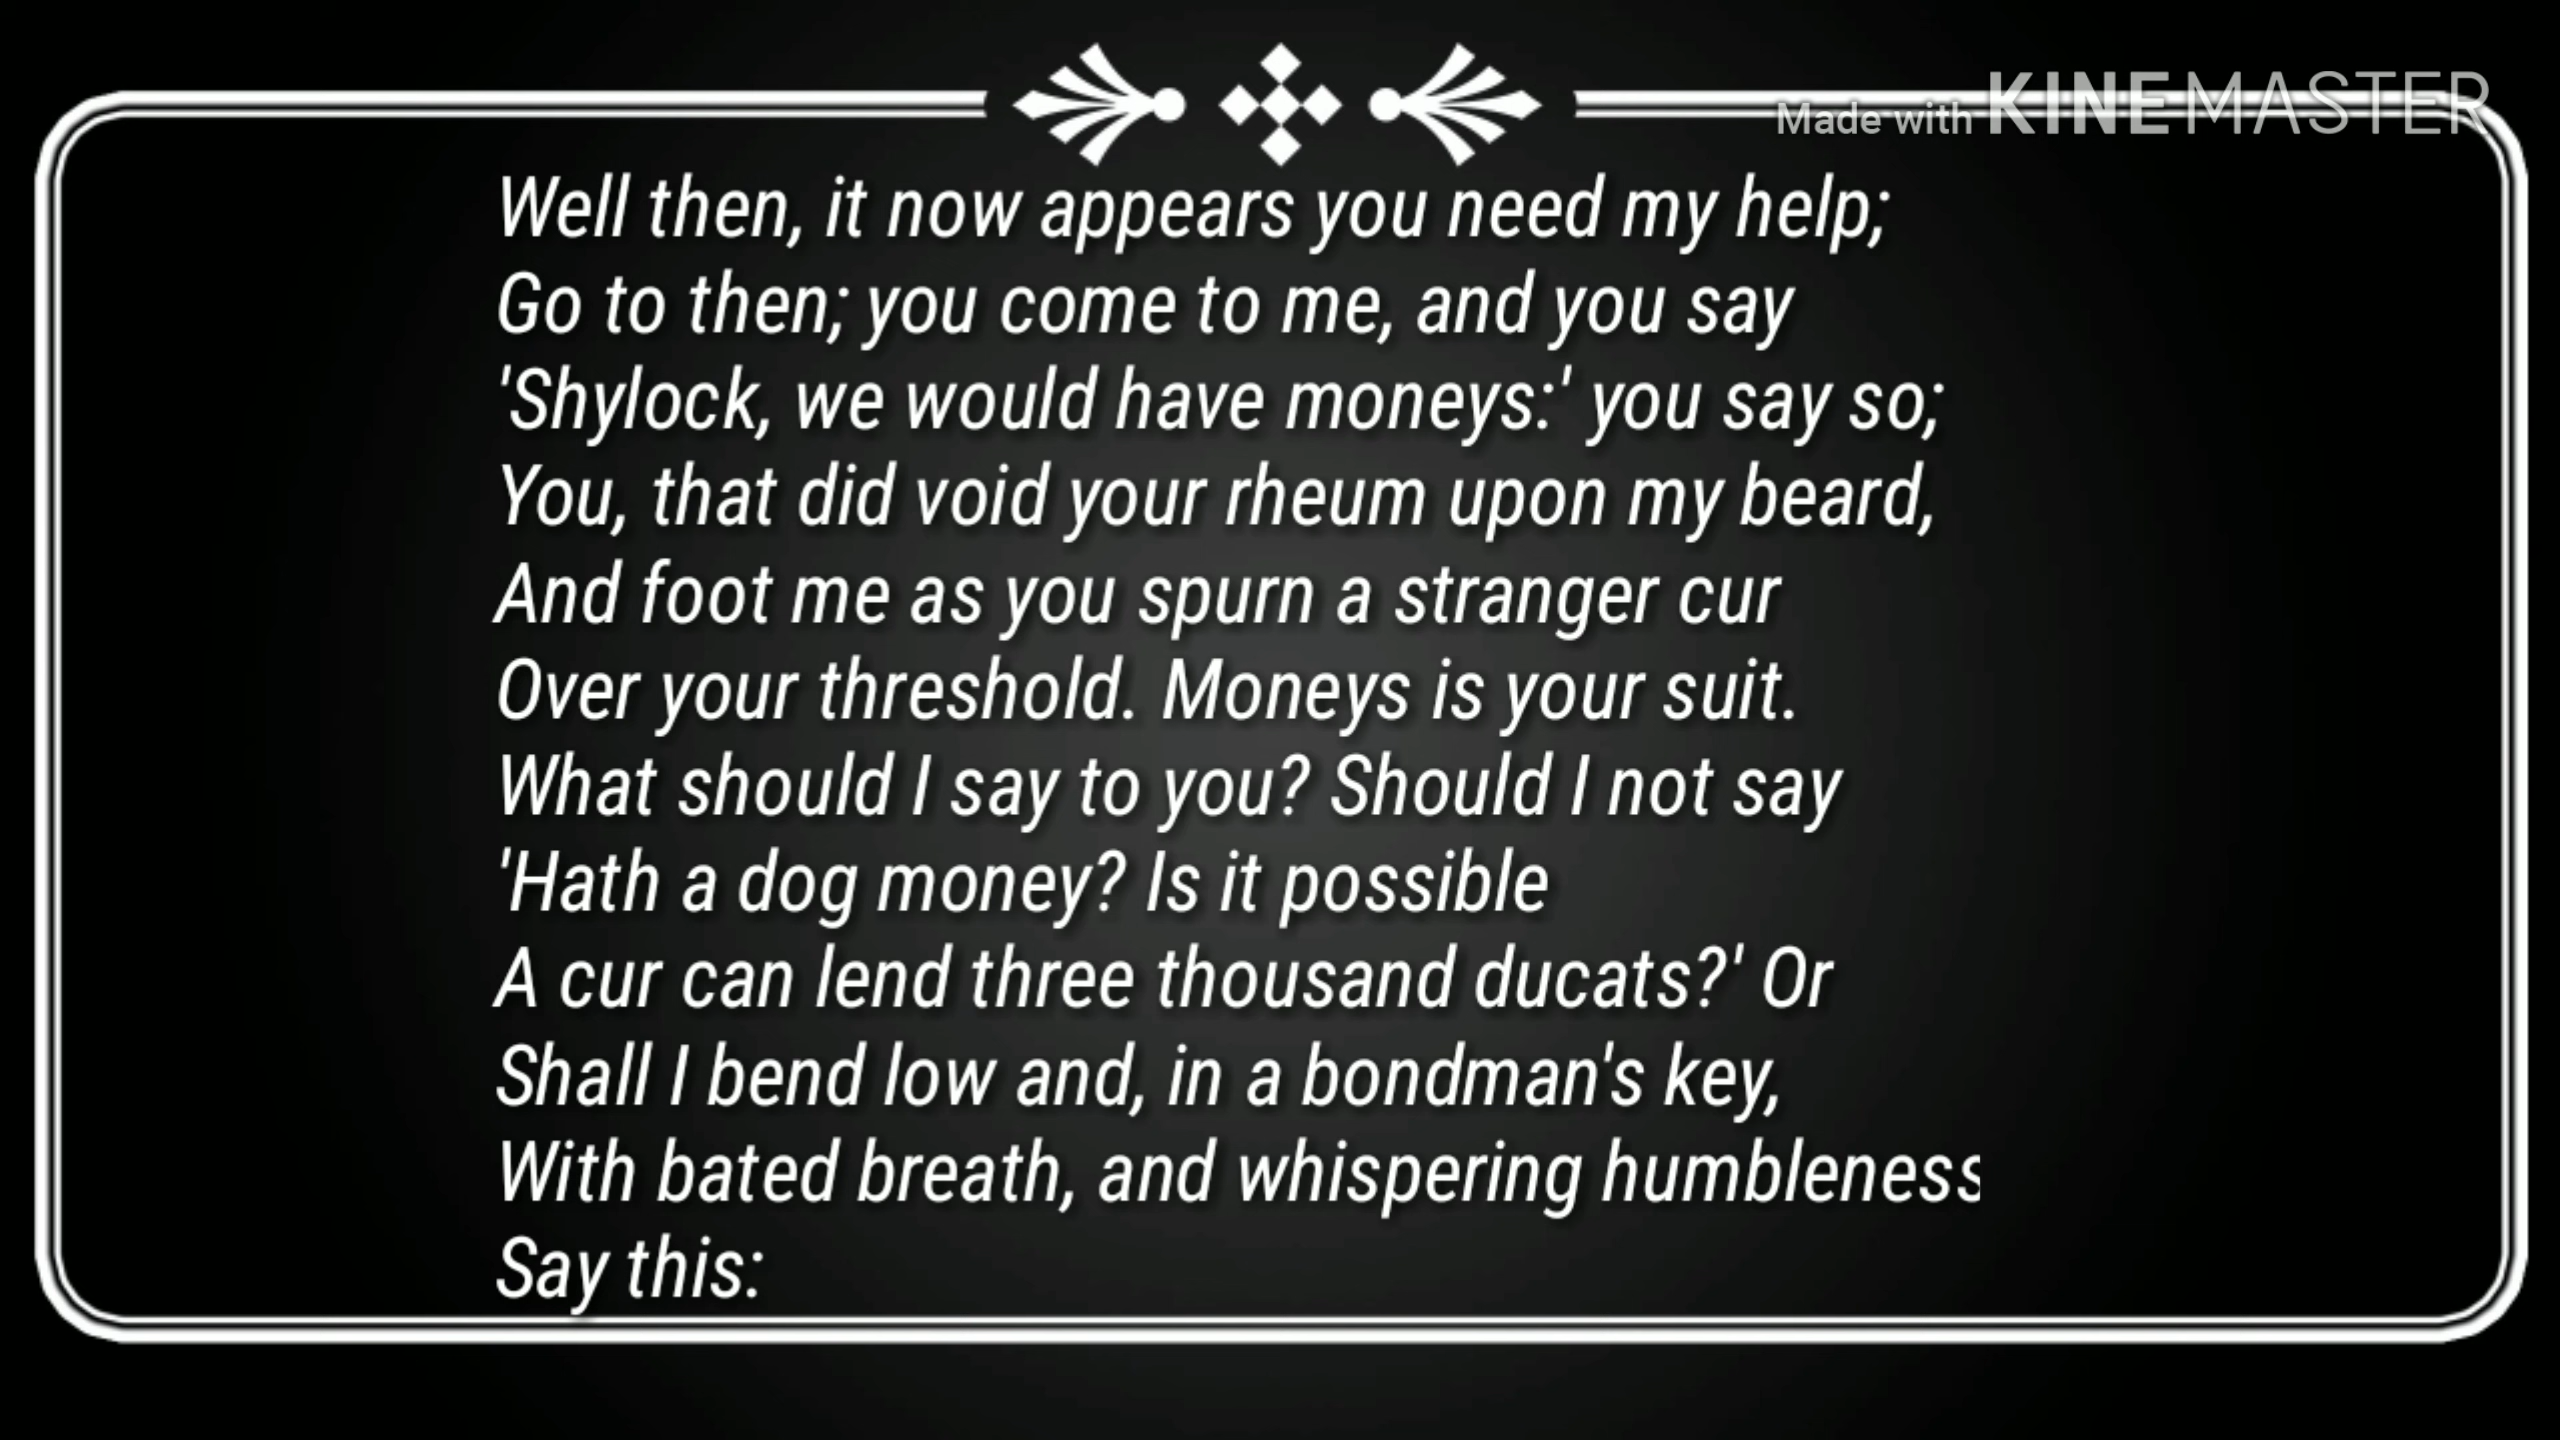 Made with KINEMASTER
Well then, it now appears you need my help;
Go to then; you come to me, and you say
'Shylock, we would have moneys:' you say so;
You, that did void your rheum upon my beard,
And foot me as you spurn a stranger cur
Over your threshold. Moneys is your suit.
What should I say to you? Should I not say
'Hath a dog money? Is it possible
A cur can lend three thousand ducats?' Or
Shall I bend low and, in a bondman's key,
With bated breath, and whispering humbleness
Say this: